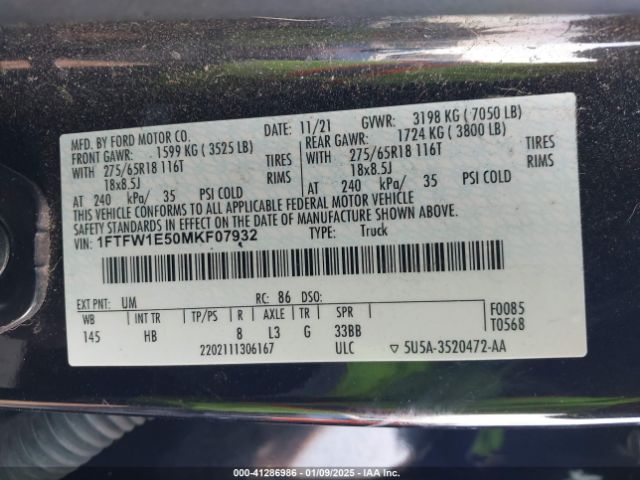 MFD. BY FORD MOTOR CO.
DATE: 11/21 GVWR: 3198 KG ( 7050 LB)
FRONT GAWR: 1599 KG ( 3525 LB) REAR GAWR: 1724 KG ( 3800 LB)
WITH 275/65R18 116T TIRES WITH 275/65R18 116T TIRES
18x8.5J RIMS 18x8.5J RIMS
AT 240 kPa/ 35 PSI COLD AT 240 kPa/ 35 PSI COLD
THIS VEHICLE CONFORMS TO ALL APPLICABLE FEDERAL MOTOR VEHICLE
SAFETY STANDARDS IN EFFECT ON THE DATE OF MANUFACTURE SHOWN ABOVE.
VIN: 1FTFW1E50MKF07932 TYPE: Truck
EXT PNT: UM RC: 86 DSO: F0085
WB INT TR TP/PS R AXLE TR SPR T0568
145 HB 8 L3 G 33BB
2202111306167 ULC ▽ 5U5A-3520472-AA
000-41286986 - 01/09/2025 - IAA Inc.